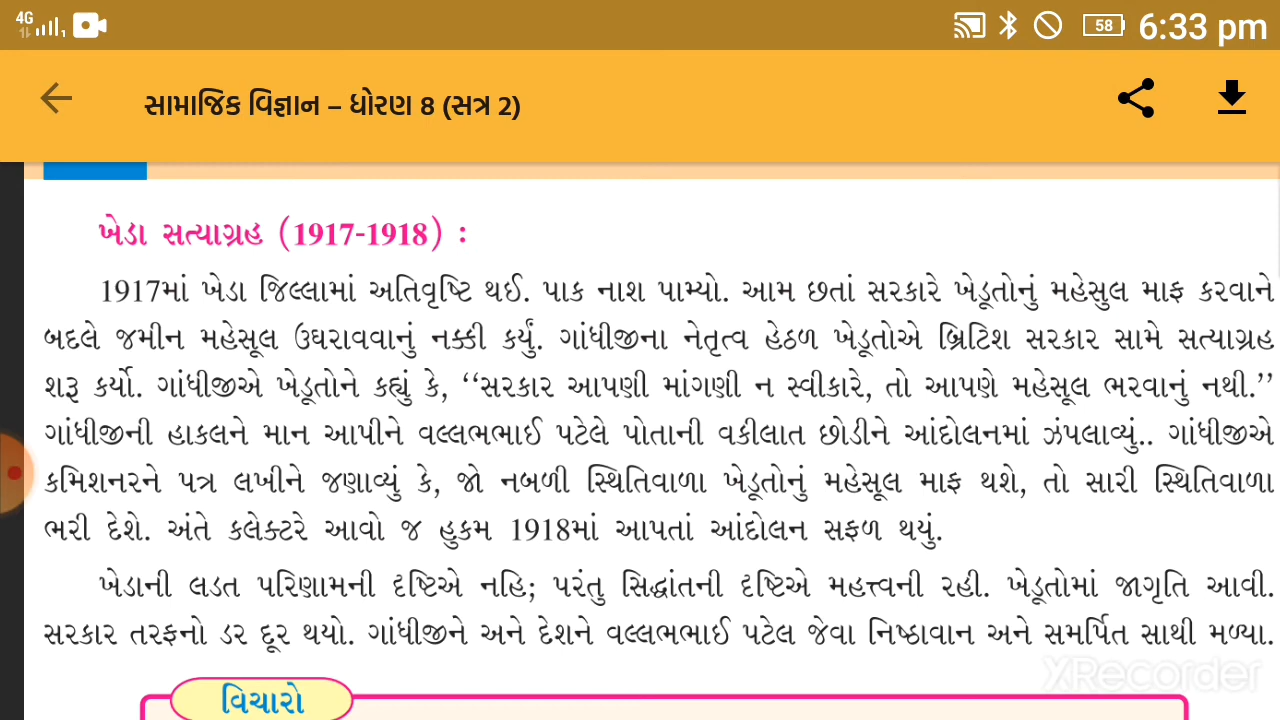 4G
58 6:33 pm
સામાજિક વિજ્ઞાન – ધોરણ 8 (સત્ર 2)
ખેડા સત્યાગ્રહ (1917-1918) :
1917માં ખેડા જિલ્લામાં અતિવૃષ્ટિ થઈ. પાક નાશ પામ્યો. આમ છતાં સરકારે ખેડૂતોનું મહેસુલ માફ કરવાને
બદલે જમીન મહેસૂલ ઉઘરાવવાનું નક્કી કર્યું. ગાંધીજીના નેતૃત્વ હેઠળ ખેડૂતોએ બ્રિટિશ સરકાર સામે સત્યાગ્રહ
શરૂ કર્યો. ગાંધીજીએ ખેડૂતોને કહ્યું કે, ‘‘સરકાર આપણી માંગણી ન સ્વીકારે, તો આપણે મહેસૂલ ભરવાનું નથી.’’
ગાંધીજીની હાકલને માન આપીને વલ્લભભાઈ પટેલે પોતાની વકીલાત છોડીને આંદોલનમાં ઝંપલાવ્યું.. ગાંધીજીએ
કમિશનરને પત્ર લખીને જણાવ્યું કે, જો નબળી સ્થિતિવાળા ખેડૂતોનું મહેસૂલ માફ થશે, તો સારી સ્થિતિવાળા
ભરી દેશે. અંતે કલેક્ટરે આવો જ હુકમ 1918માં આપતાં આંદોલન સફળ થયું.
ખેડાની લડત પરિણામની દૃષ્ટિએ નહિ; પરંતુ સિદ્ધાંતની દૃષ્ટિએ મહત્ત્વની રહી. ખેડૂતોમાં જાગૃતિ આવી.
સરકાર તરફનો ડર દૂર થયો. ગાંધીજીને અને દેશને વલ્લભભાઈ પટેલ જેવા નિષ્ઠાવાન અને સમર્પિત સાથી મળ્યા.
XRecorder
વિચારો